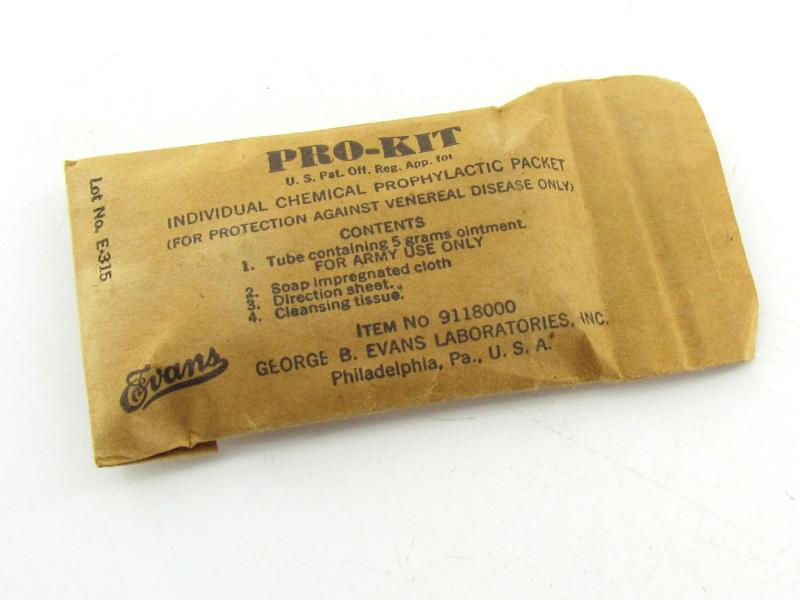 PRO-KIT
U. S. Pat. Off. Reg. App. for
INDIVIDUAL CHEMICAL PROPHYLACTIC PACKET
(FOR PROTECTION AGAINST VENEREAL DISEASE ONLY)
CONTENTS
1. Tube containing 5 grams ointment.
FOR ARMY USE ONLY
2. Soap impregnated cloth
3. Direction sheet.
4. Cleansing tissue.
ITEM NO 9118000
GEORGE B. EVANS LABORATORIES, INC.
Philadelphia, Pa., U. S. A.
Evans
Lot No. E-315